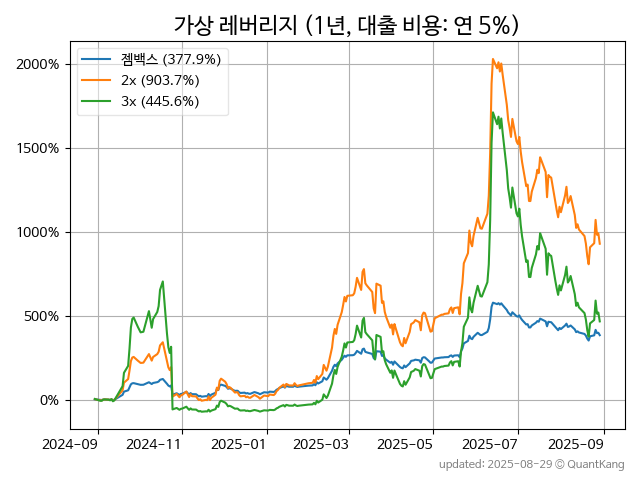 가상 레버리지 (1년, 대출 비용: 연 5%)
젬백스 (377.9%)
2x (903.7%)
3x (445.6%)
2000%
1500%
1000%
500%
0%
2024-09 2024-11 2025-01 2025-03 2025-05 2025-07 2025-09
updated: 2025-08-29 © QuantKang